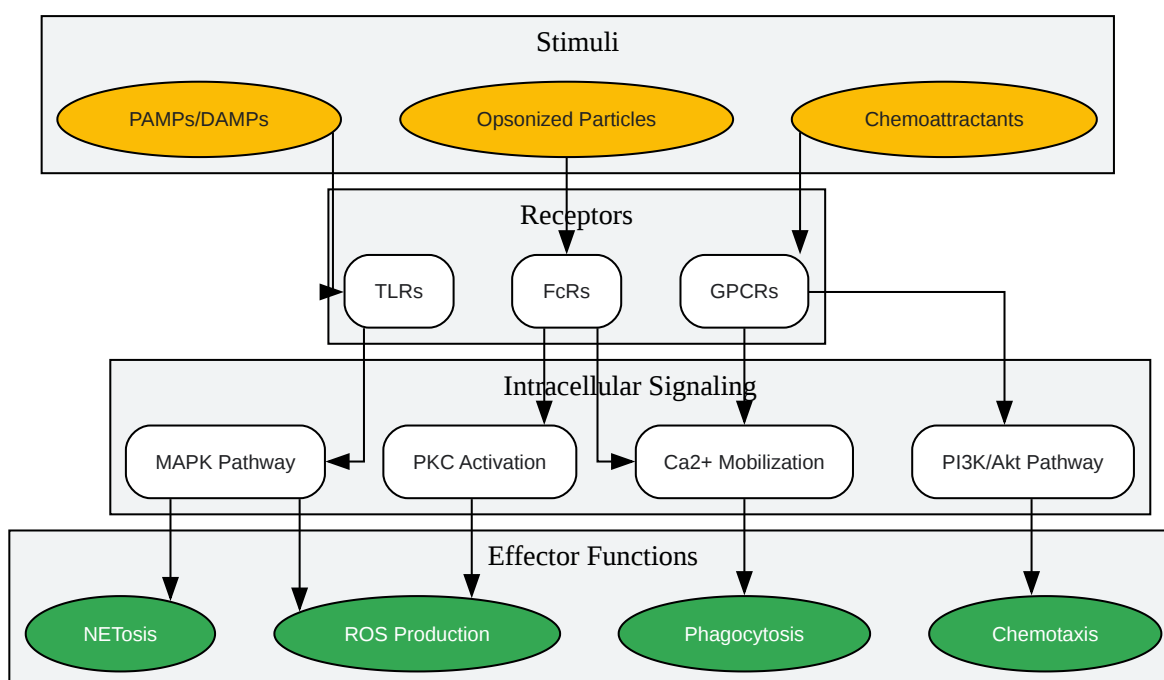 Stimuli
PAMPs/DAMPs
Opsonized Particles
Chemoattractants
Receptors
TLRs
FcRs
GPCRs
Intracellular Signaling
MAPK Pathway
PKC Activation
Ca2+ Mobilization
PI3K/Akt Pathway
Effector Functions
NETosis
ROS Production
Phagocytosis
Chemotaxis